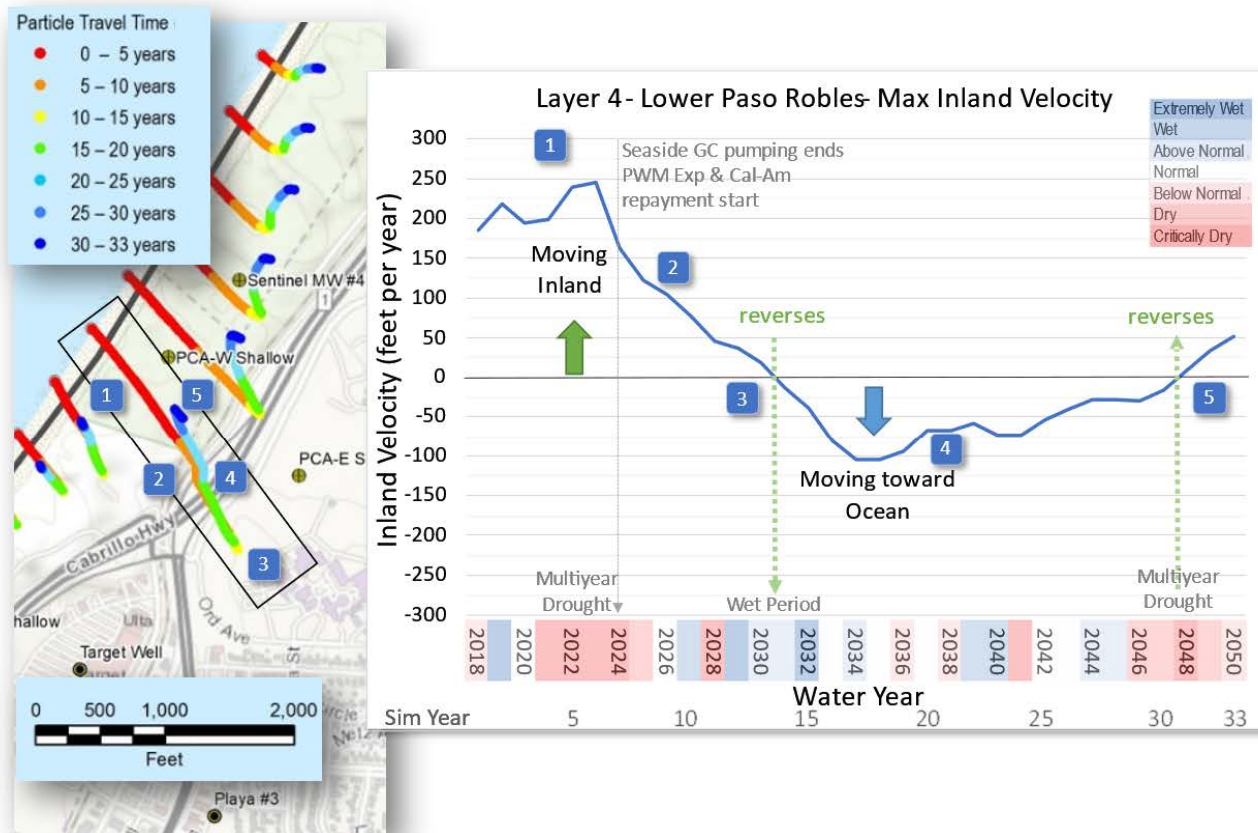 Particle Travel Time
0 – 5 years
5 – 10 years
10 – 15 years
15 – 20 years
20 – 25 years
25 – 30 years
30 – 33 years
Sentinel MW #4
1
PCA-W Shallow
1
5
PCA-E S
2
4
3
Cabrillo Hwy
Ord Ave
hallow
Ulta
Target Well
Target
st
0 500 1,000 2,000
Feet
Playa #3
Layer 4 - Lower Paso Robles- Max Inland Velocity
Extremely Wet
Wet
Above Normal
Normal
Below Normal
Dry
Critically Dry
Inland Velocity (feet per year)
300
250
200
150
100
50
0
-50
-100
-150
-200
-250
-300
1
Seaside GC pumping ends
PWM Exp & Cal-Am
repayment start
Moving
Inland
2
reverses
reverses
3
5
4
Moving toward
Ocean
Multiyear
Drought
Wet Period
Multiyear
Drought
2018 2020 2022 2024 2026 2028 2030 2032 2034 2036 2038 2040 2042 2044 2046 2048 2050
Water Year
Sim Year 5 10 15 20 25 30 33